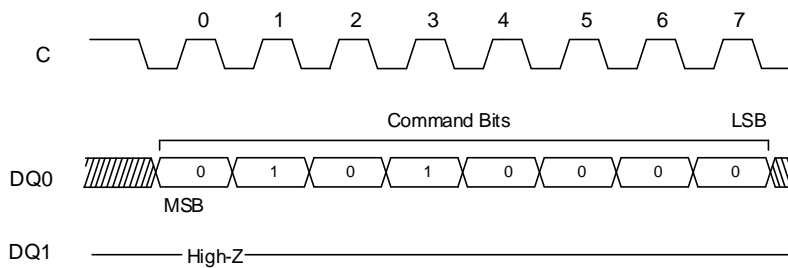 0 1 2 3 4 5 6 7
C
Command Bits LSB
DQ0 0 1 0 1 0 0 0 0
MSB
DQ1 High-Z